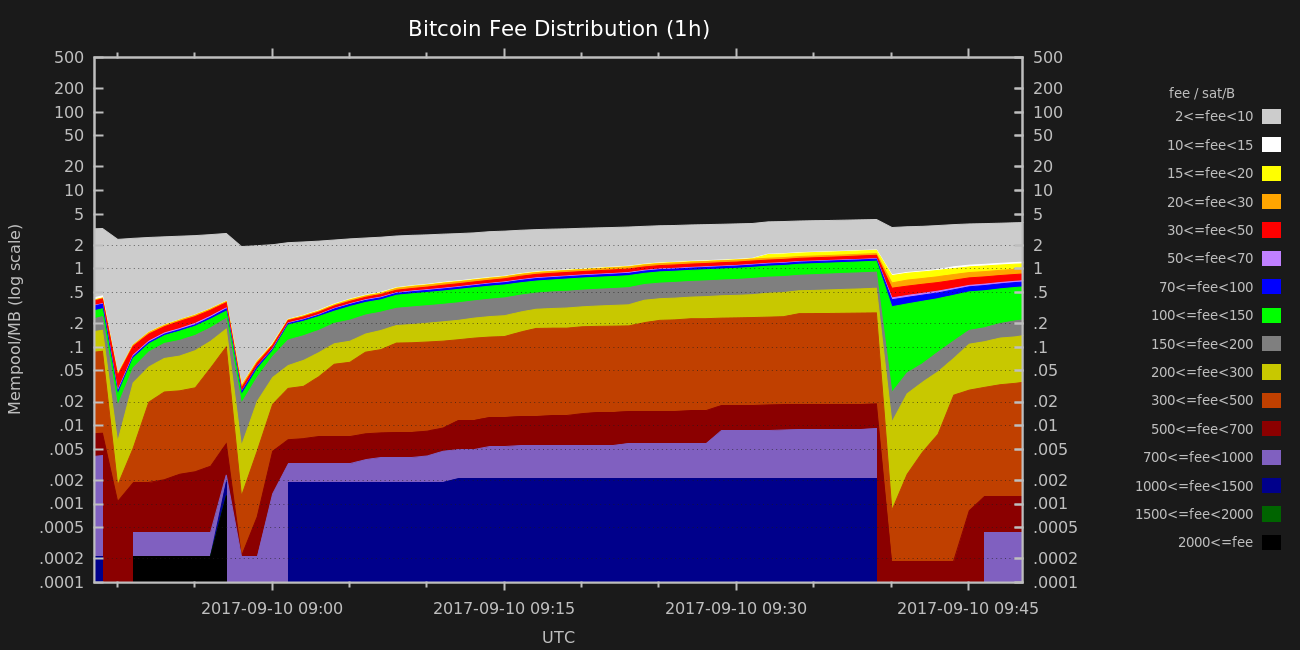 Bitcoin Fee Distribution (1h)
Mempool/MB (log scale)
500
200
100
50
20
10
5
2
1
.5
.2
.1
.05
.02
.01
.005
.002
.001
.0005
.0002
.0001
500
200
100
50
20
10
5
2
1
.5
.2
.1
.05
.02
.01
.005
.002
.001
.0005
.0002
.0001
2017-09-10 09:00
2017-09-10 09:15
2017-09-10 09:30
2017-09-10 09:45
UTC
fee / sat/B
2<=fee<10
10<=fee<15
15<=fee<20
20<=fee<30
30<=fee<50
50<=fee<70
70<=fee<100
100<=fee<150
150<=fee<200
200<=fee<300
300<=fee<500
500<=fee<700
700<=fee<1000
1000<=fee<1500
1500<=fee<2000
2000<=fee